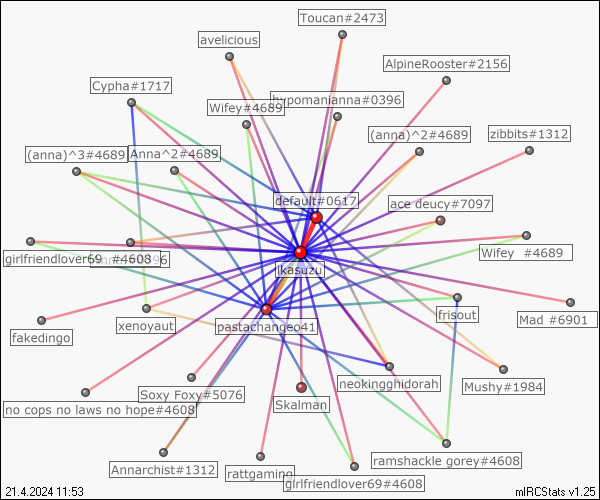 Toucan#2473
avelicious
AlpineRooster#2156
Cypha#1717
hypomanianna#0396
Wifey#4689
(anna)^2#4689
zibbits#1312
(anna)^3#4689
Anna^2#4689
default#0617
ace deucy#7097
girlfriendlover69 #4608
Wifey #4689
ikasuzu
fakedingo
xenoyaut
pastachangeo41
frisout
Mad #6901
no cops no laws no hope#4608
Soxy Foxy#5076
Skalman
neokingghidorah
Mushy#1984
Annarchist#1312
rattgaming
girlfriendlover69#4608
ramshackle gorey#4608
21.4.2024 11:53
mIRCStats v1.25